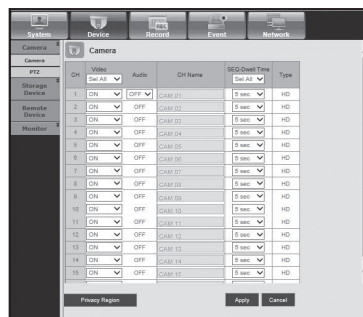 System Device Record Event Network
Camera
Camera
PTZ
Storage Device
Remote Device
Monitor
Camera
CH Video Audio CH Name SEQ-Dwell Time Type
Sel All Sel All
1 ON OFF CAM 01 5 sec HD
2 ON OFF CAM 02 5 sec HD
3 ON OFF CAM 03 5 sec HD
4 ON OFF CAM 04 5 sec HD
5 ON OFF CAM 05 5 sec HD
6 ON OFF CAM 06 5 sec HD
7 ON OFF CAM 07 5 sec HD
8 ON OFF CAM 08 5 sec HD
9 ON OFF CAM 09 5 sec HD
10 ON OFF CAM 10 5 sec HD
11 ON OFF CAM 11 5 sec HD
12 ON OFF CAM 12 5 sec HD
13 ON OFF CAM 13 5 sec HD
14 ON OFF CAM 14 5 sec HD
15 ON OFF CAM 15 5 sec HD
Privacy Region Apply Cancel